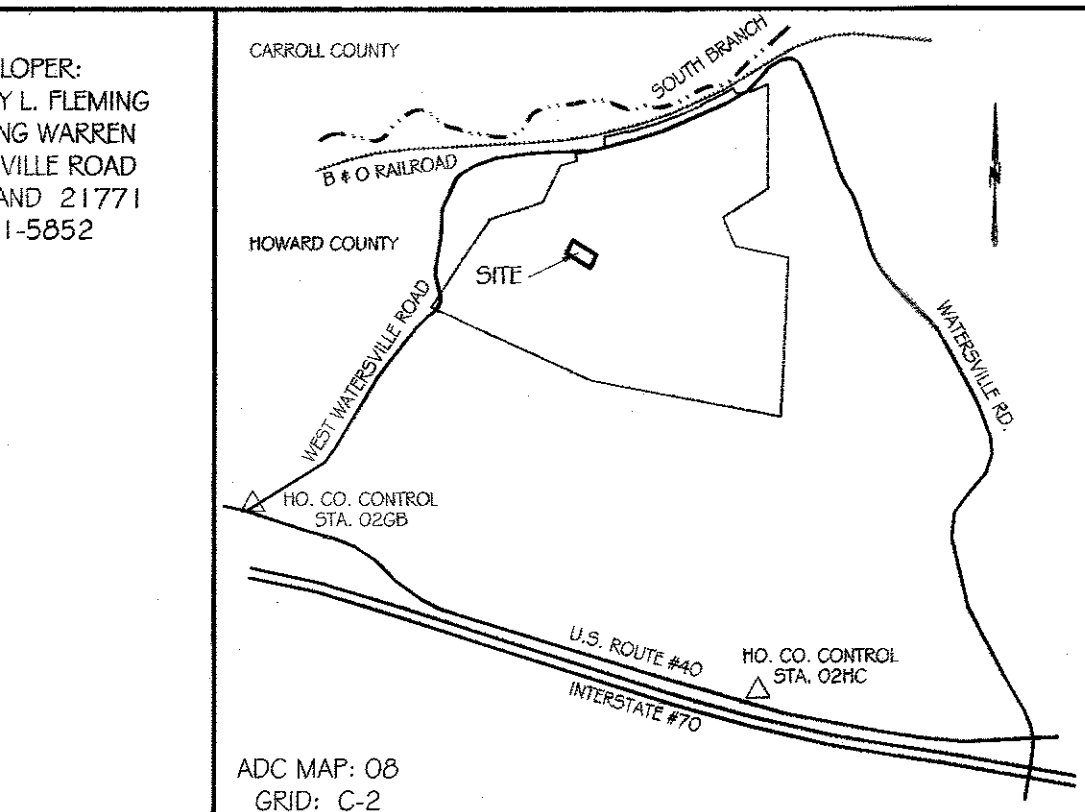 LOPER:
Y L. FLEMING
NG WARREN
VILLE ROAD
AND 21771
1-5852
CARROLL COUNTY
SOUTH BRANCH
B & O RAILROAD
HOWARD COUNTY
SITE
N
WEST WATERSVILLE ROAD
WATERSVILLE RD.
HO. CO. CONTROL
STA. 02GB
U.S. ROUTE #40
INTERSTATE #70
HO. CO. CONTROL
STA. 02HC
ADC MAP: 08
GRID: C-2